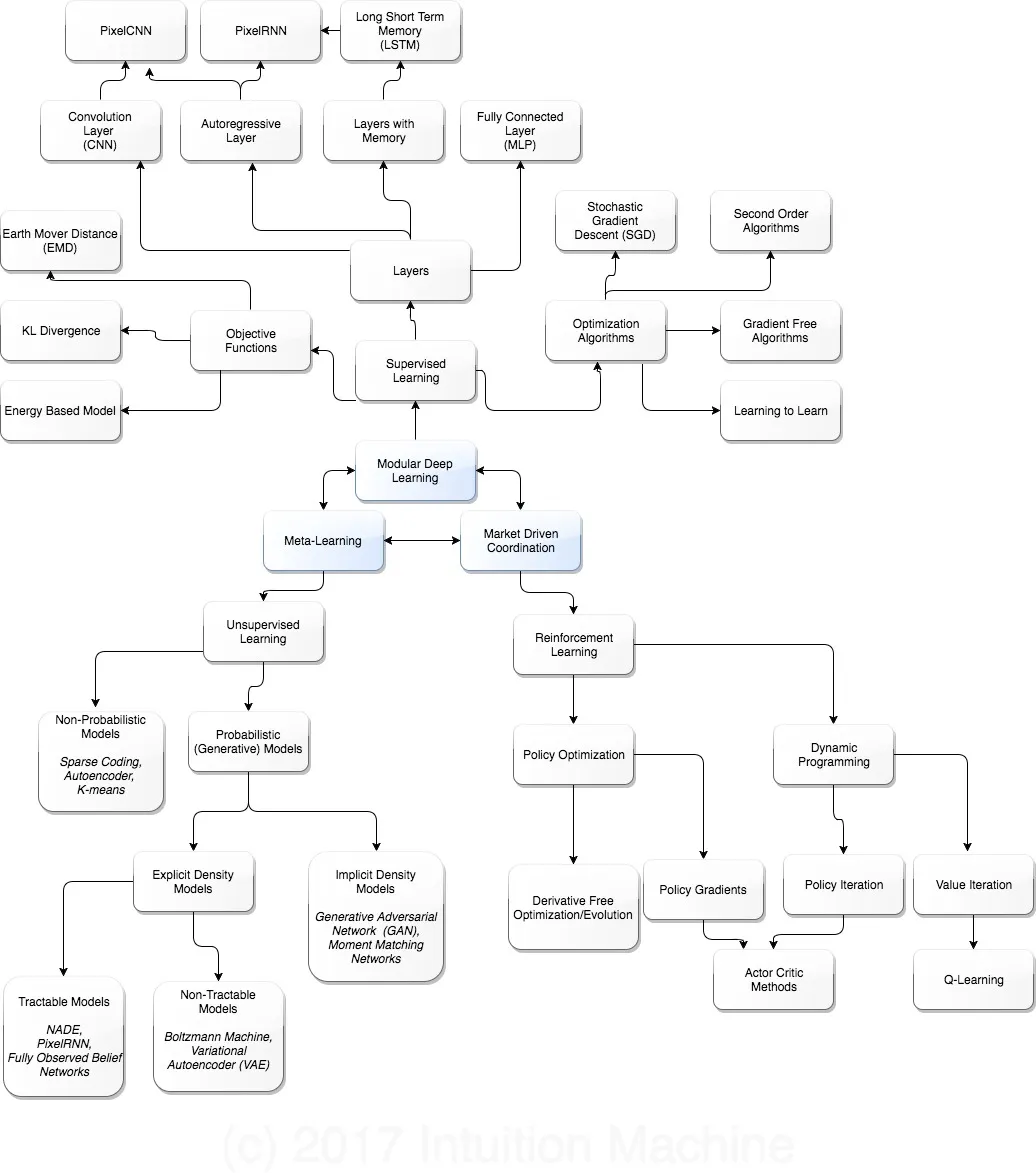 PixelCNN
PixelRNN
Long Short Term
Memory
(LSTM)
Convolution
Layer
(CNN)
Autoregressive
Layer
Layers with
Memory
Fully Connected
Layer
(MLP)
Stochastic
Gradient
Descent (SGD)
Second Order
Algorithms
Earth Mover Distance
(EMD)
Layers
KL Divergence
Objective
Functions
Optimization
Algorithms
Gradient Free
Algorithms
Supervised
Learning
Energy Based Model
Learning to Learn
Modular Deep
Learning
Meta-Learning
Market Driven
Coordination
Unsupervised
Learning
Reinforcement
Learning
Non-Probabilistic
Models
Sparse Coding,
Autoencoder,
K-means
Probabilistic
(Generative) Models
Policy Optimization
Dynamic
Programming
Explicit Density
Models
Implicit Density
Models
Generative Adversarial
Network (GAN),
Moment Matching
Networks
Derivative Free
Optimization/Evolution
Policy Gradients
Policy Iteration
Value Iteration
Actor Critic
Methods
Q-Learning
Tractable Models
NADE,
PixelRNN,
Fully Observed Belief
Networks
Non-Tractable
Models
Boltzmann Machine,
Variational
Autoencoder (VAE)
(c) 2017 Intuition Machine